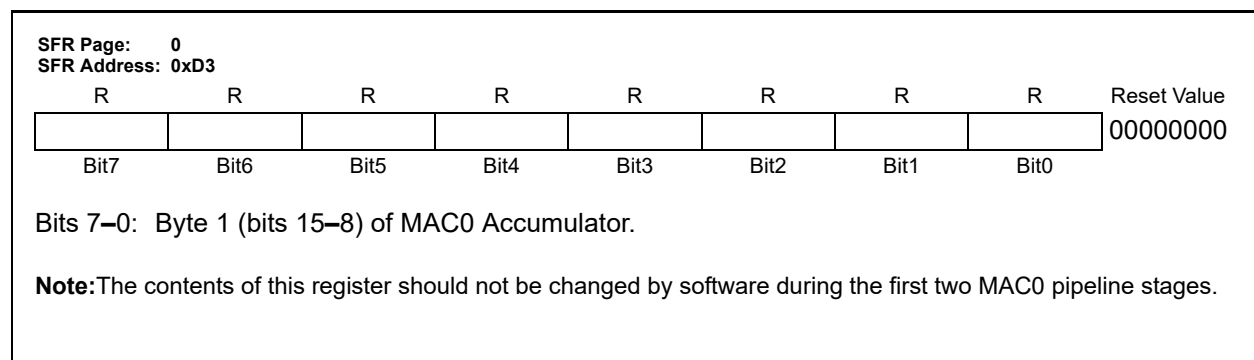 SFR Page: 0
SFR Address: 0xD3
R R R R R R R R Reset Value
00000000
Bit7 Bit6 Bit5 Bit4 Bit3 Bit2 Bit1 Bit0
Bits 7–0: Byte 1 (bits 15–8) of MAC0 Accumulator.
Note:The contents of this register should not be changed by software during the first two MAC0 pipeline stages.